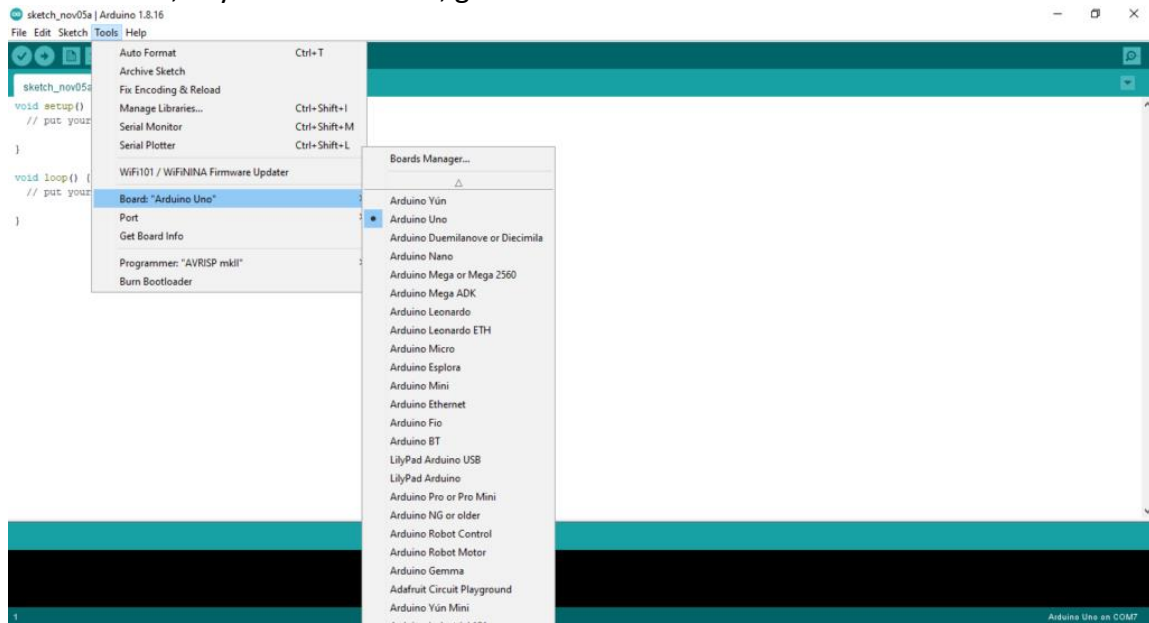 sketch_nov05a | Arduino 1.8.16
File Edit Sketch Tools Help
sketch_nov05a
void setup()
// put your
}
void loop() {
// put your
}
Auto Format Ctrl+T
Archive Sketch
Fix Encoding & Reload
Manage Libraries... Ctrl+Shift+I
Serial Monitor Ctrl+Shift+M
Serial Plotter Ctrl+Shift+L
WiFi101 / WiFiNINA Firmware Updater
Board: "Arduino Uno"
Port
Get Board Info
Programmer: "AVRISP mkII"
Burn Bootloader
Boards Manager...
Arduino Yún
Arduino Uno
Arduino Duemilanove or Diecimila
Arduino Nano
Arduino Mega or Mega 2560
Arduino Mega ADK
Arduino Leonardo
Arduino Leonardo ETH
Arduino Micro
Arduino Esplora
Arduino Mini
Arduino Ethernet
Arduino Fio
Arduino BT
LilyPad Arduino USB
LilyPad Arduino
Arduino Pro or Pro Mini
Arduino NG or older
Arduino Robot Control
Arduino Robot Motor
Arduino Gemma
Adafruit Circuit Playground
Arduino Yún Mini
1
Arduino Uno on COM7